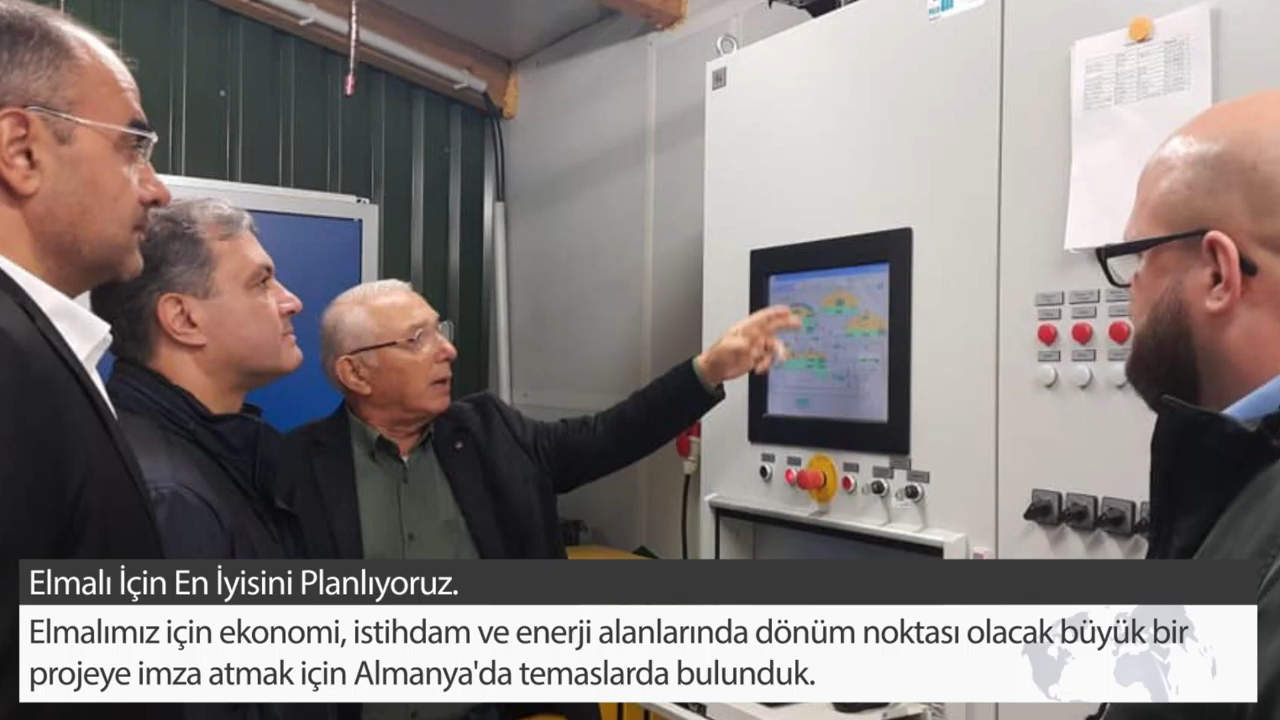 Elmalı İçin En İyisini Planlıyoruz.
Elmalımız için ekonomi, istihdam ve enerji alanlarında dönüm noktası olacak büyük bir
projeye imza atmak için Almanya'da temaslarda bulunduk.